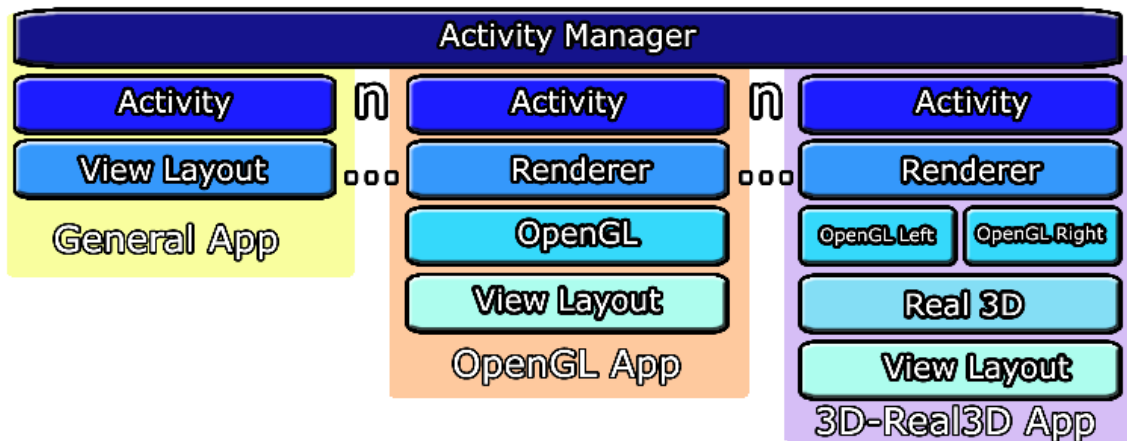 Activity Manager
Activity
n
Activity
n
Activity
View Layout
...
Renderer
...
Renderer
General App
OpenGL
OpenGL Left
OpenGL Right
View Layout
Real 3D
OpenGL App
View Layout
3D-Real3D App